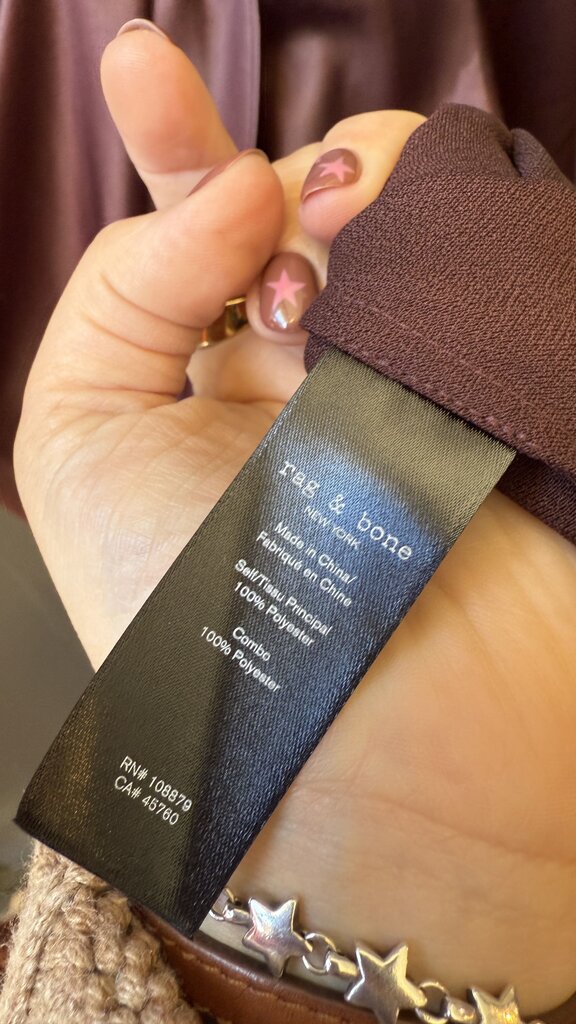 rag & bone
NEW YORK
Made in China/
Fabriqué en Chine
Self/Tissu Principal
100% Polyester
Combo
100% Polyester
RN# 108879
CA# 45760